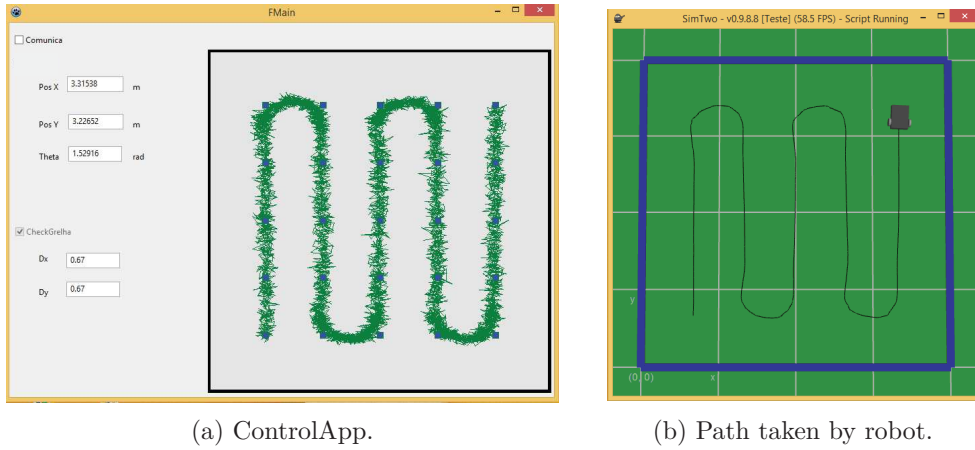 FMain
Comunica
Pos X 3.31538 m
Pos Y 3.22652 m
Theta 1.52916 rad
CheckGrelha
Dx 0.67
Dy 0.67
SimTwo - v0.9.8.8 [Teste] (58.5 FPS) - Script Running
y
(0,0) x
(a) ControlApp.
(b) Path taken by robot.